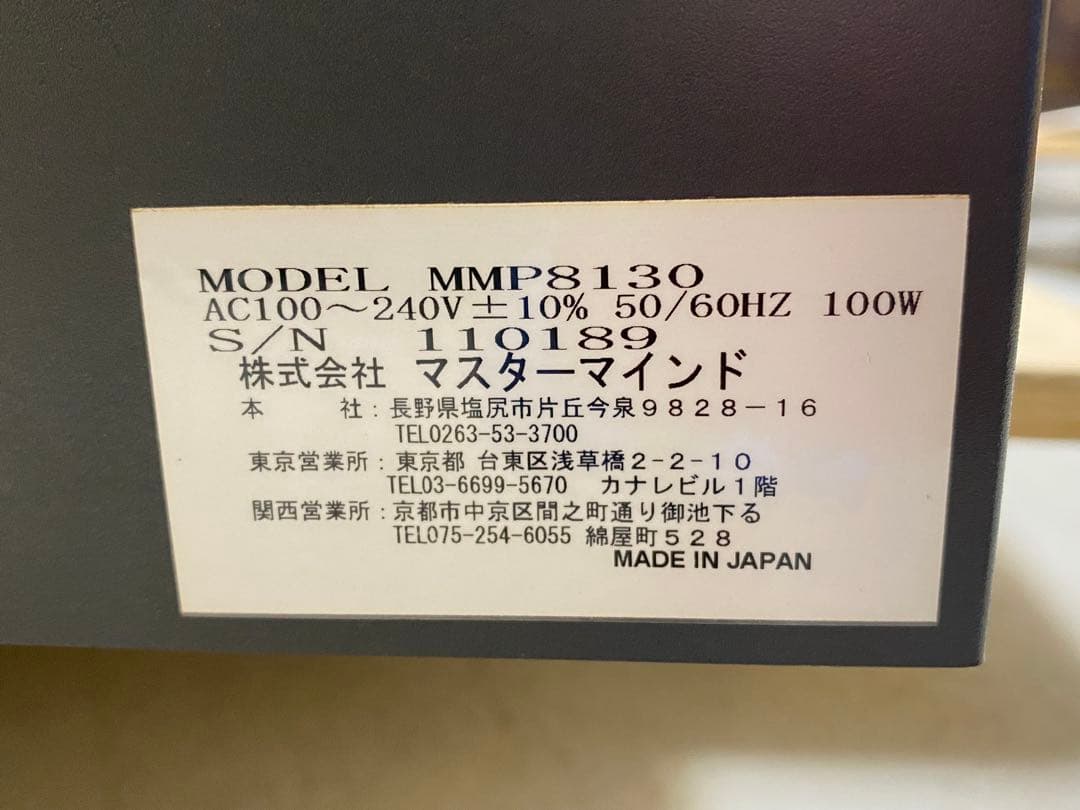 MODEL MMP8130
AC100～240V±10% 50/60HZ 100W
S/N 110189
株式会社 マスターマインド
本 社：長野県塩尻市片丘今泉９８２８－１６
TEL0263-53-3700
東京営業所：東京都 台東区浅草橋２-２-１０
TEL03-6699-5670 カナレビル１階
関西営業所：京都市中京区間之町通り御池下る
TEL075-254-6055 綿屋町５２８
MADE IN JAPAN